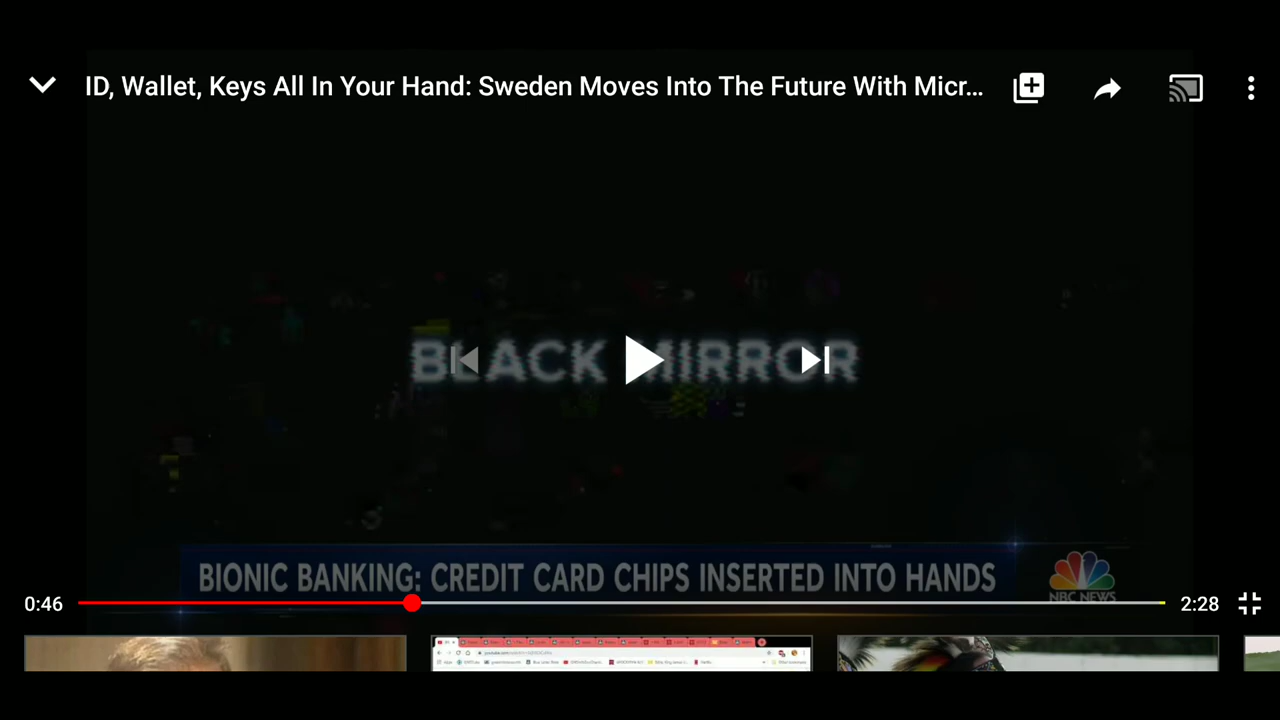 ID, Wallet, Keys All In Your Hand: Sweden Moves Into The Future With Micr...
BLACK MIRROR
BIONIC BANKING: CREDIT CARD CHIPS INSERTED INTO HANDS
NBC NEWS
0:46
2:28